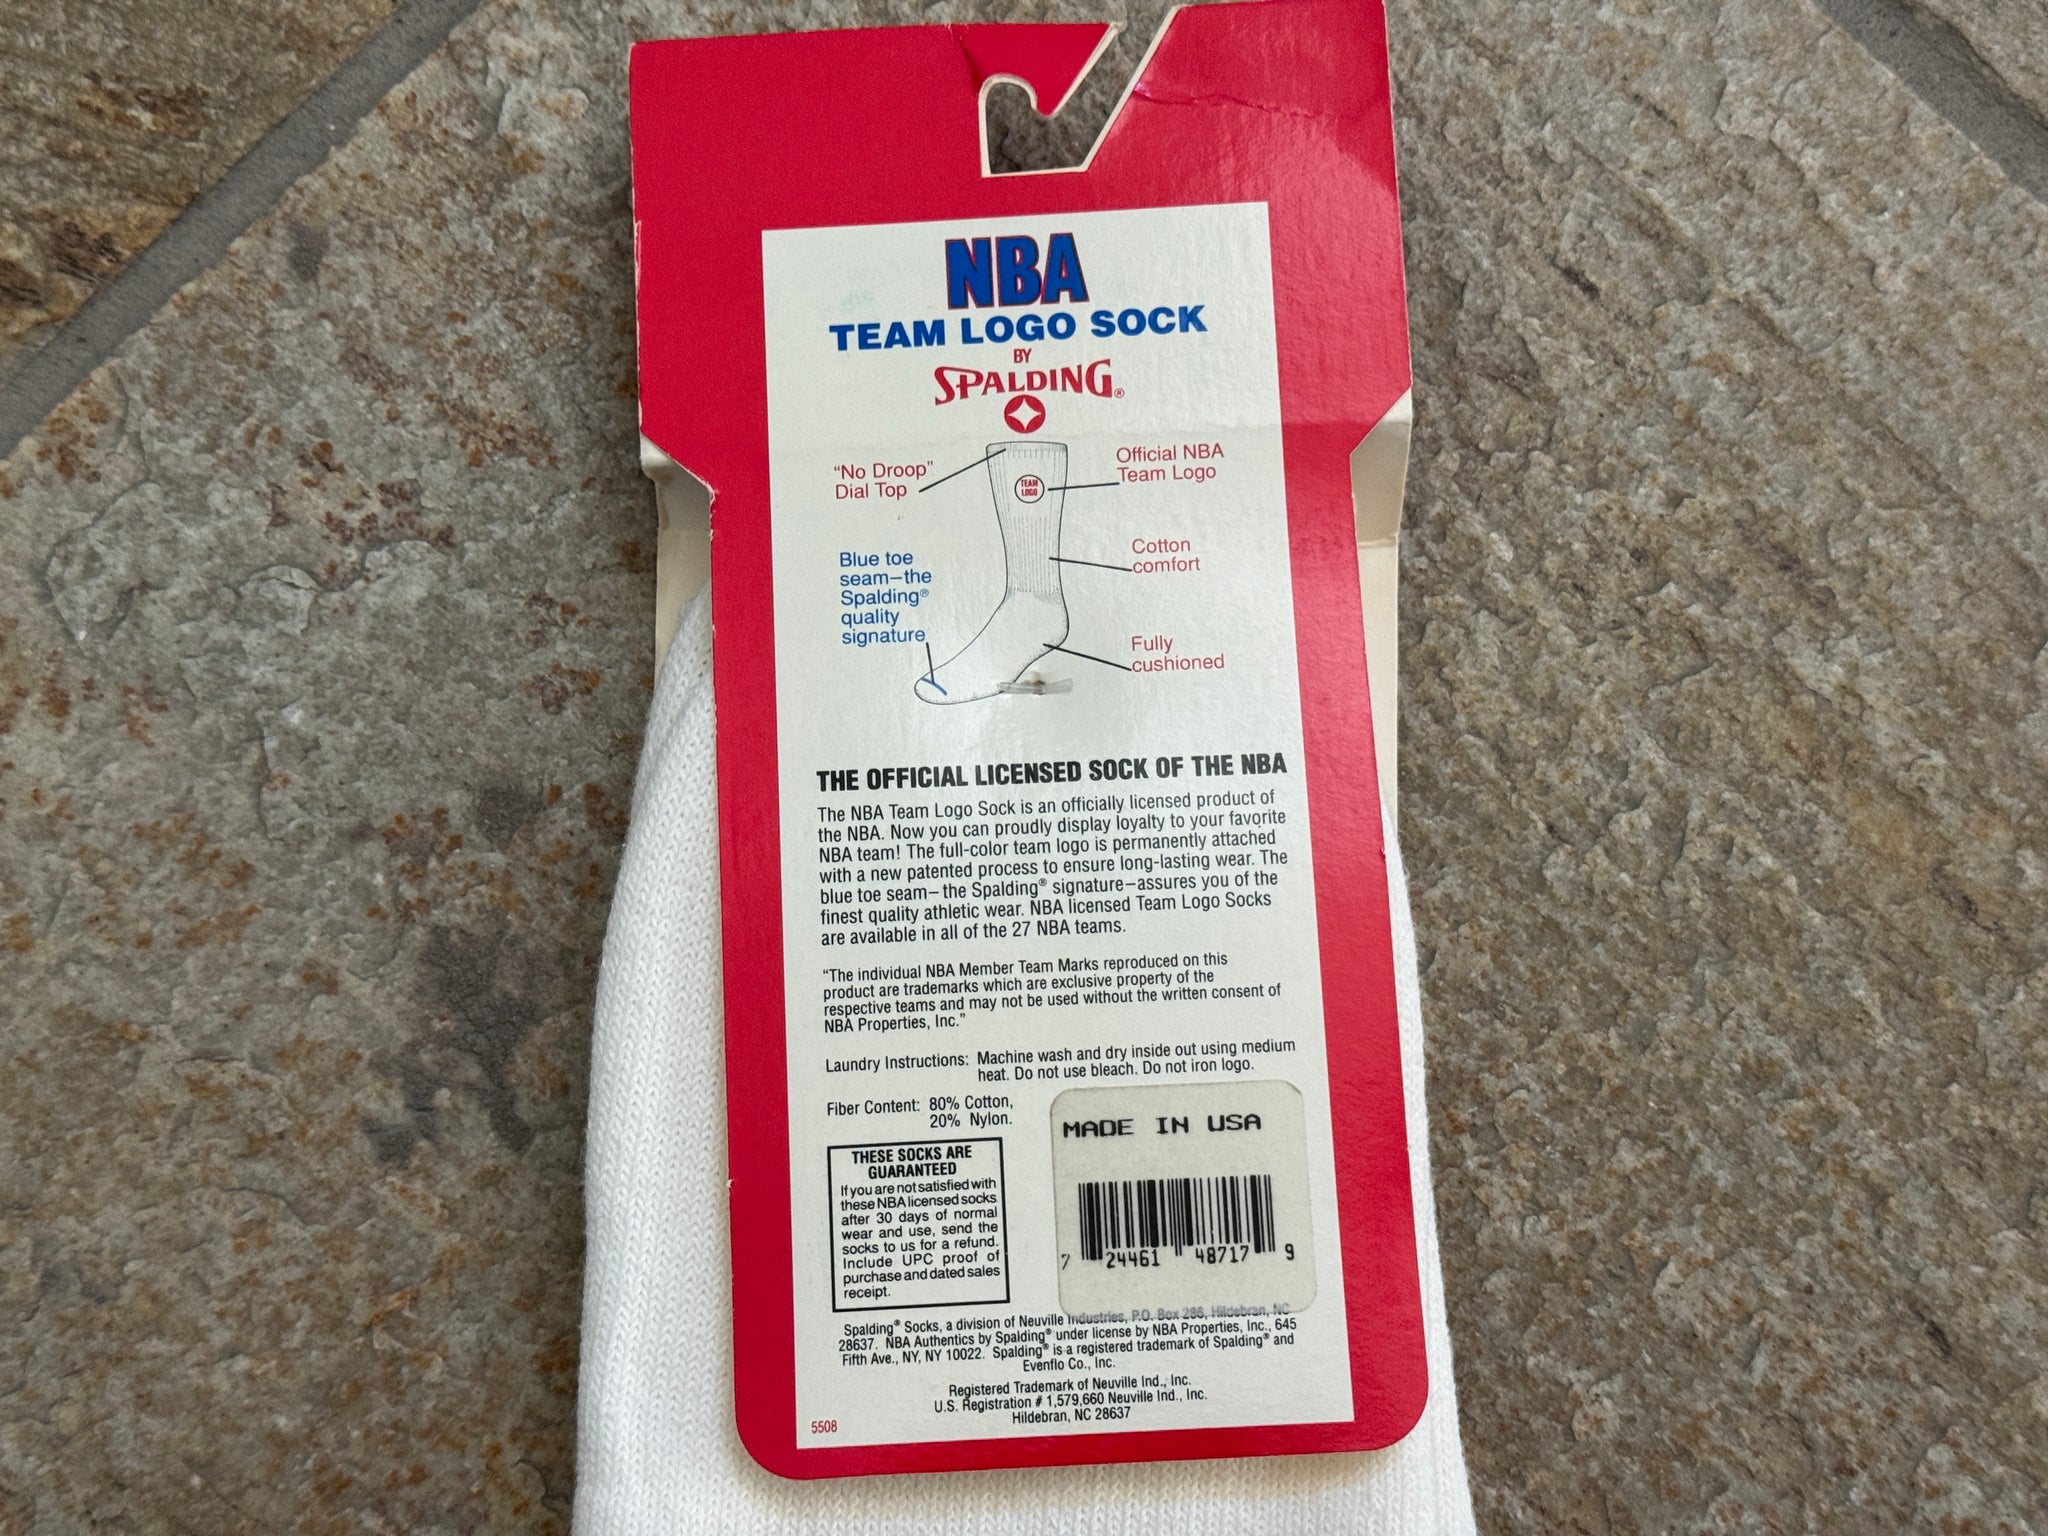 NBA
TEAM LOGO SOCK
BY
SPALDING®
"No Droop"
Dial Top
Official NBA
Team Logo
TEAM
LOGO
Blue toe
seam–the
Spalding®
quality
signature
Cotton
comfort
Fully
cushioned
THE OFFICIAL LICENSED SOCK OF THE NBA
The NBA Team Logo Sock is an officially licensed product of
the NBA. Now you can proudly display loyalty to your favorite
NBA team! The full-color team logo is permanently attached
with a new patented process to ensure long-lasting wear. The
blue toe seam–the Spalding® signature–assures you of the
finest quality athletic wear. NBA licensed Team Logo Socks
are available in all of the 27 NBA teams.
"The individual NBA Member Team Marks reproduced on this
product are trademarks which are exclusive property of the
respective teams and may not be used without the written consent of
NBA Properties, Inc."
Laundry Instructions: Machine wash and dry inside out using medium
heat. Do not use bleach. Do not iron logo.
Fiber Content: 80% Cotton,
20% Nylon.
THESE SOCKS ARE
GUARANTEED
If you are not satisfied with
these NBA licensed socks
after 30 days of normal
wear and use, send the
socks to us for a refund.
Include UPC proof of
purchase and dated sales
receipt.
MADE IN USA
7 24461 48717 9
Spalding® Socks, a division of Neuville Industries, P.O. Box 286, Hildebran, NC
28637. NBA Authentics by Spalding® under license by NBA Properties, Inc., 645
Fifth Ave., NY, NY 10022. Spalding® is a registered trademark of Spalding® and
Evenflo Co., Inc.
Registered Trademark of Neuville Ind., Inc.
U.S. Registration # 1,579,660 Neuville Ind., Inc.
Hildebran, NC 28637
5508